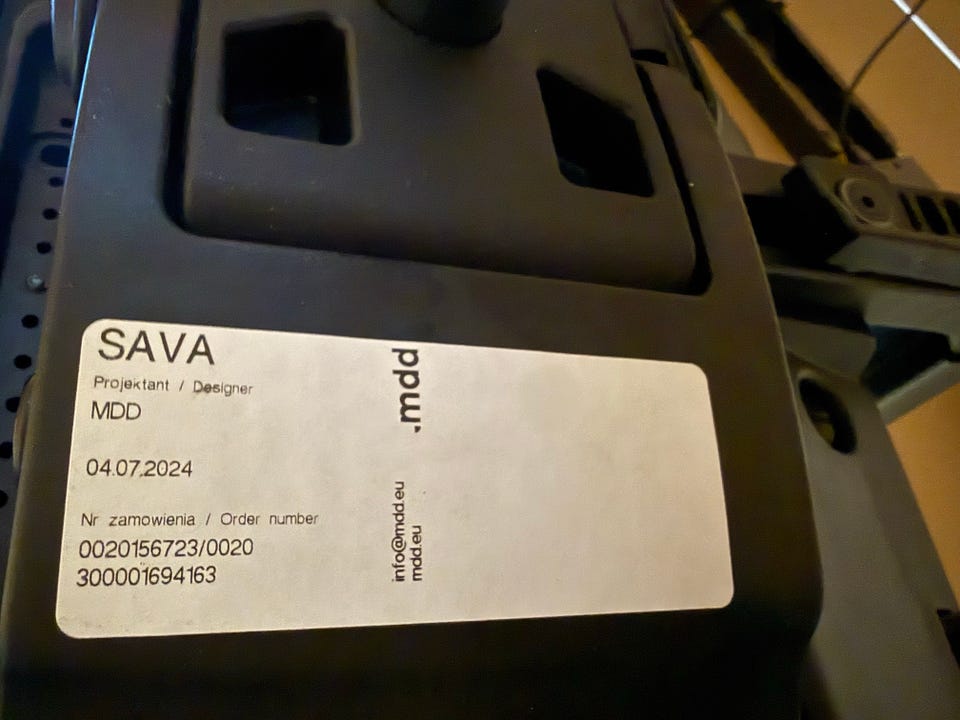 SAVA
Projektant / Designer
MDD
04.07.2024
Nr zamowienia / Order number
0020156723/0020
300001694163
.mdd
info@mdd.eu
mdd.eu